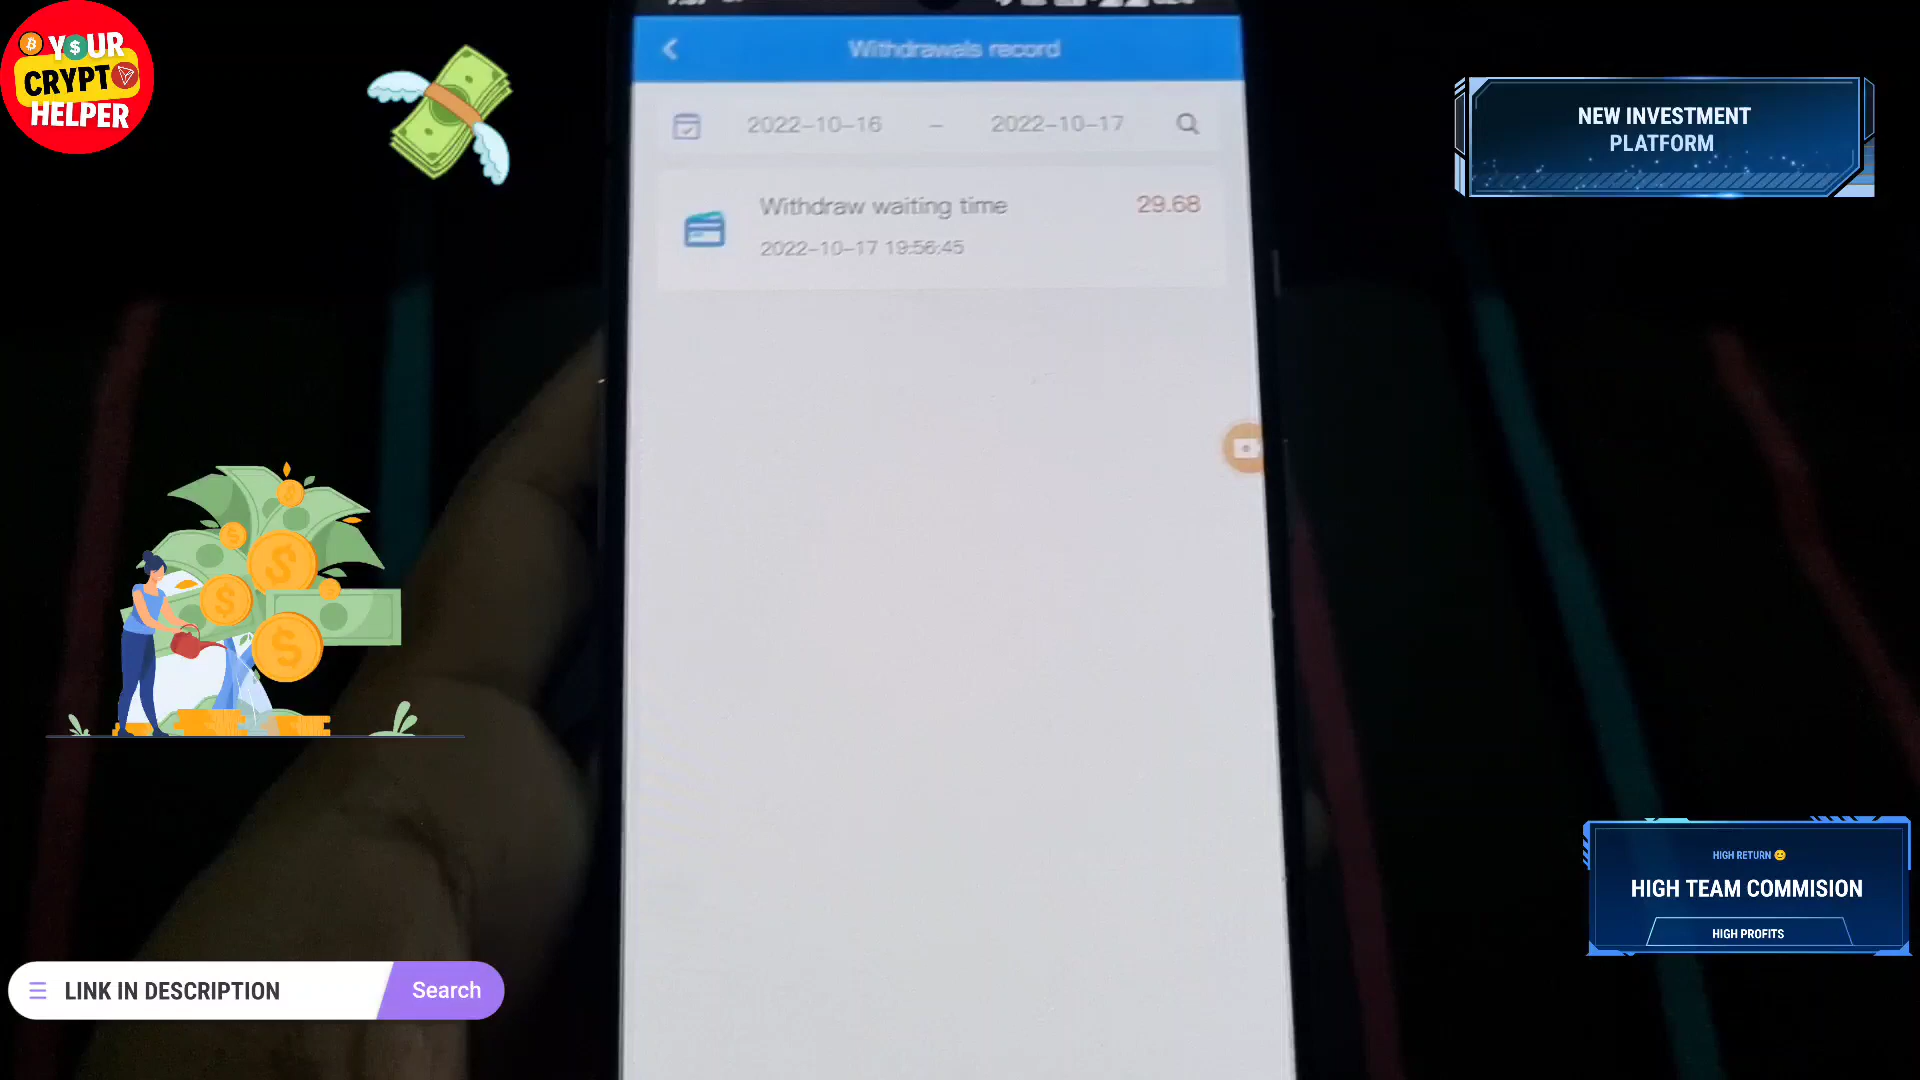 YOUR
CRYPTO
HELPER
Withdrawals record
2022-10-16 – 2022-10-17
Withdraw waiting time 29.68
2022-10-17 19:56:45
NEW INVESTMENT
PLATFORM
HIGH RETURN 😐
HIGH TEAM COMMISION
HIGH PROFITS
LINK IN DESCRIPTION Search